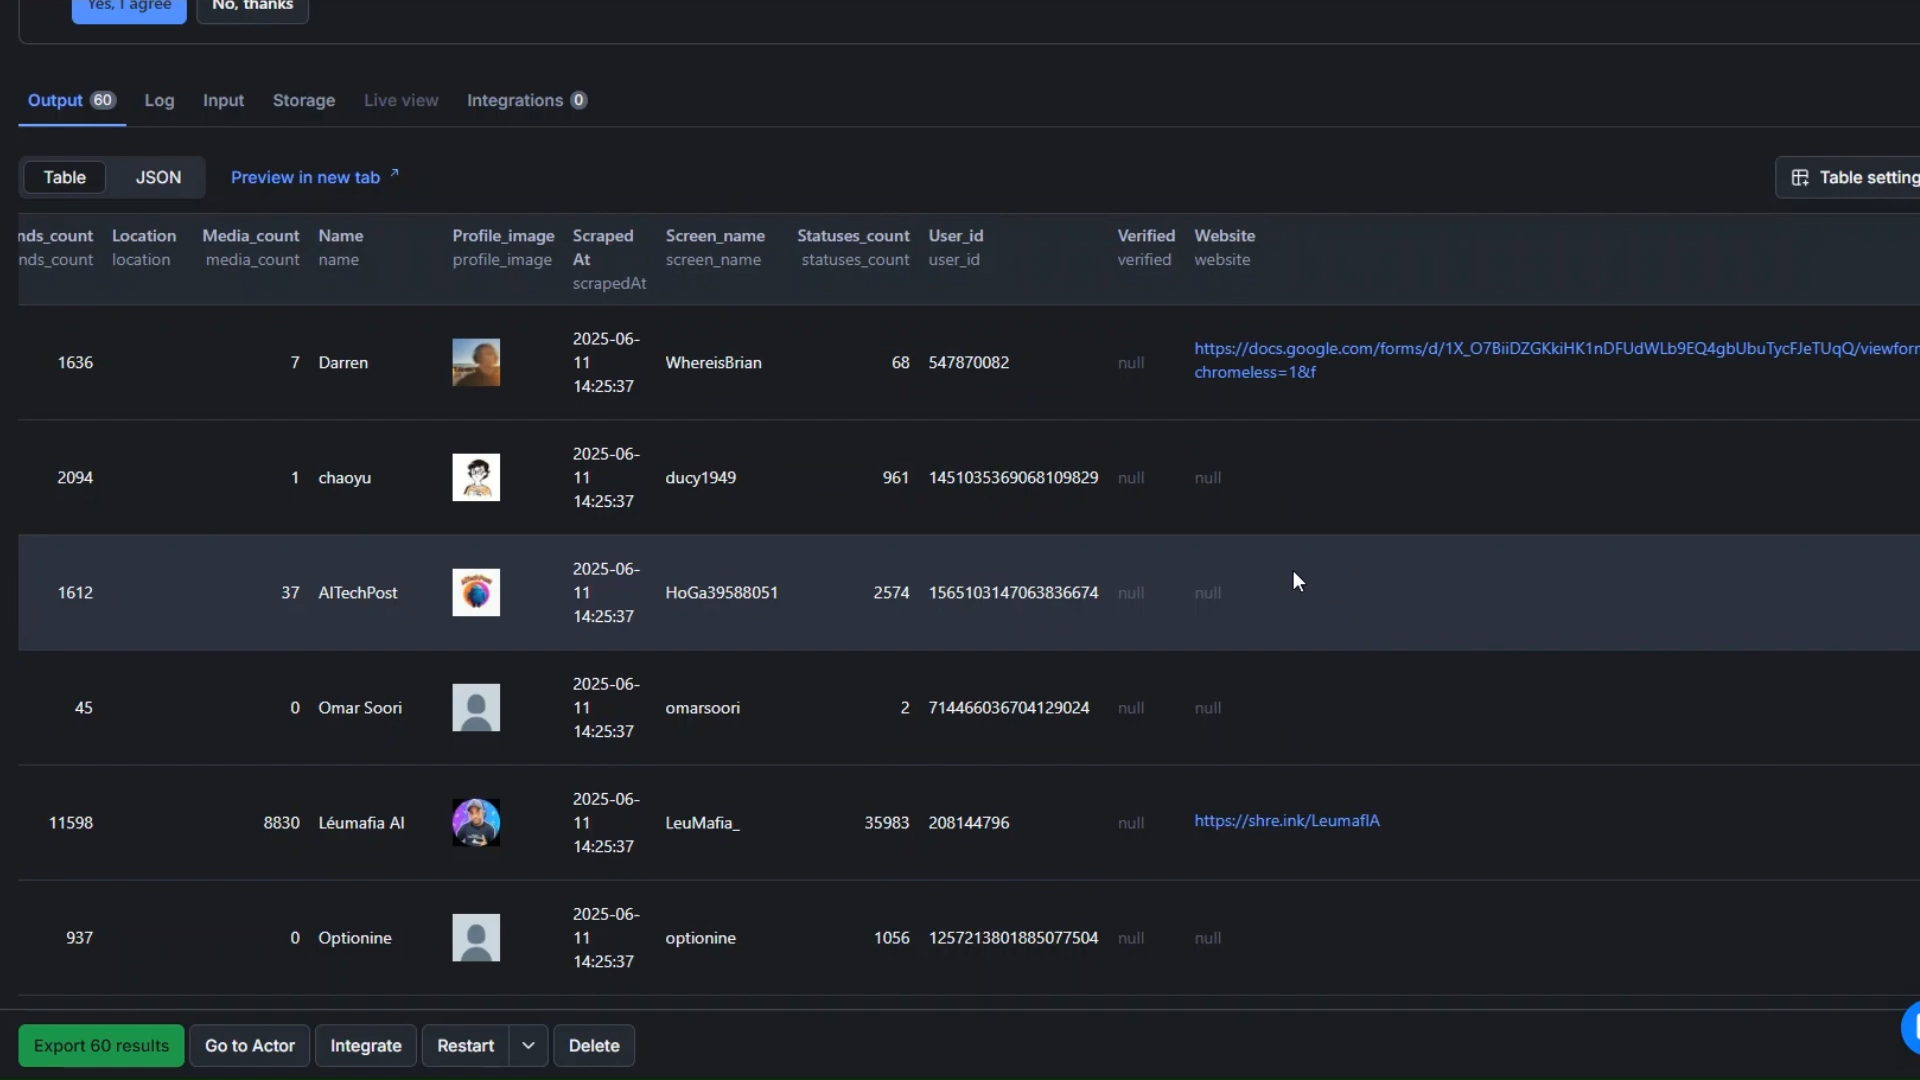 Yes, I agree No, thanks
Output 60 Log Input Storage Live view Integrations 0
Table JSON Preview in new tab ↗ Table setting
nds_count Location Media_count Name Profile_image Scraped Screen_name Statuses_count User_id Verified Website
nds_count location media_count name profile_image At screen_name statuses_count user_id verified website
scrapedAt
2025-06-
1636 7 Darren 11 WhereisBrian 68 547870082 null https://docs.google.com/forms/d/1X_O7BiiDZGKkiHK1nDFUdWLb9EQ4gbUbuTycFJeTUqQ/viewforr
14:25:37 chromeless=1&f
2025-06-
2094 1 chaoyu 11 ducy1949 961 1451035369068109829 null null
14:25:37
2025-06-
1612 37 AITechPost 11 HoGa39588051 2574 1565103147063836674 null null
14:25:37
2025-06-
45 0 Omar Soori 11 omarsoori 2 714466036704129024 null null
14:25:37
2025-06-
11598 8830 Léumafia AI 11 LeuMafia_ 35983 208144796 null https://shre.ink/LeumafIA
14:25:37
2025-06-
937 0 Optionine 11 optionine 1056 1257213801885077504 null null
14:25:37
Export 60 results Go to Actor Integrate Restart Delete